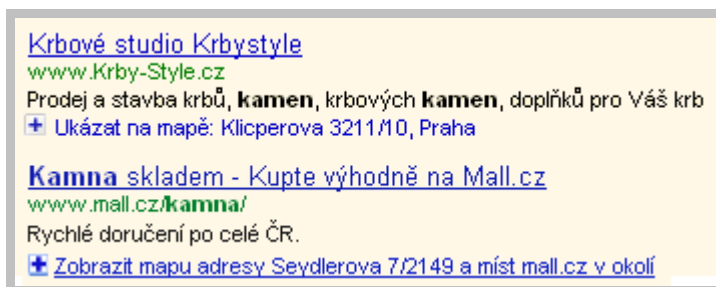 Krbové studio Krbystyle
www.Krby-Style.cz
Prodej a stavba krbů, kamen, krbových kamen, doplňků pro Váš krb
Ukázat na mapě: Klicperova 3211/10, Praha
Kamna skladem - Kupte výhodně na Mall.cz
www.mall.cz/kamna/
Rychlé doručení po celé ČR.
Zobrazit mapu adresy Seydlerova 7/2149 a míst mall.cz v okolí